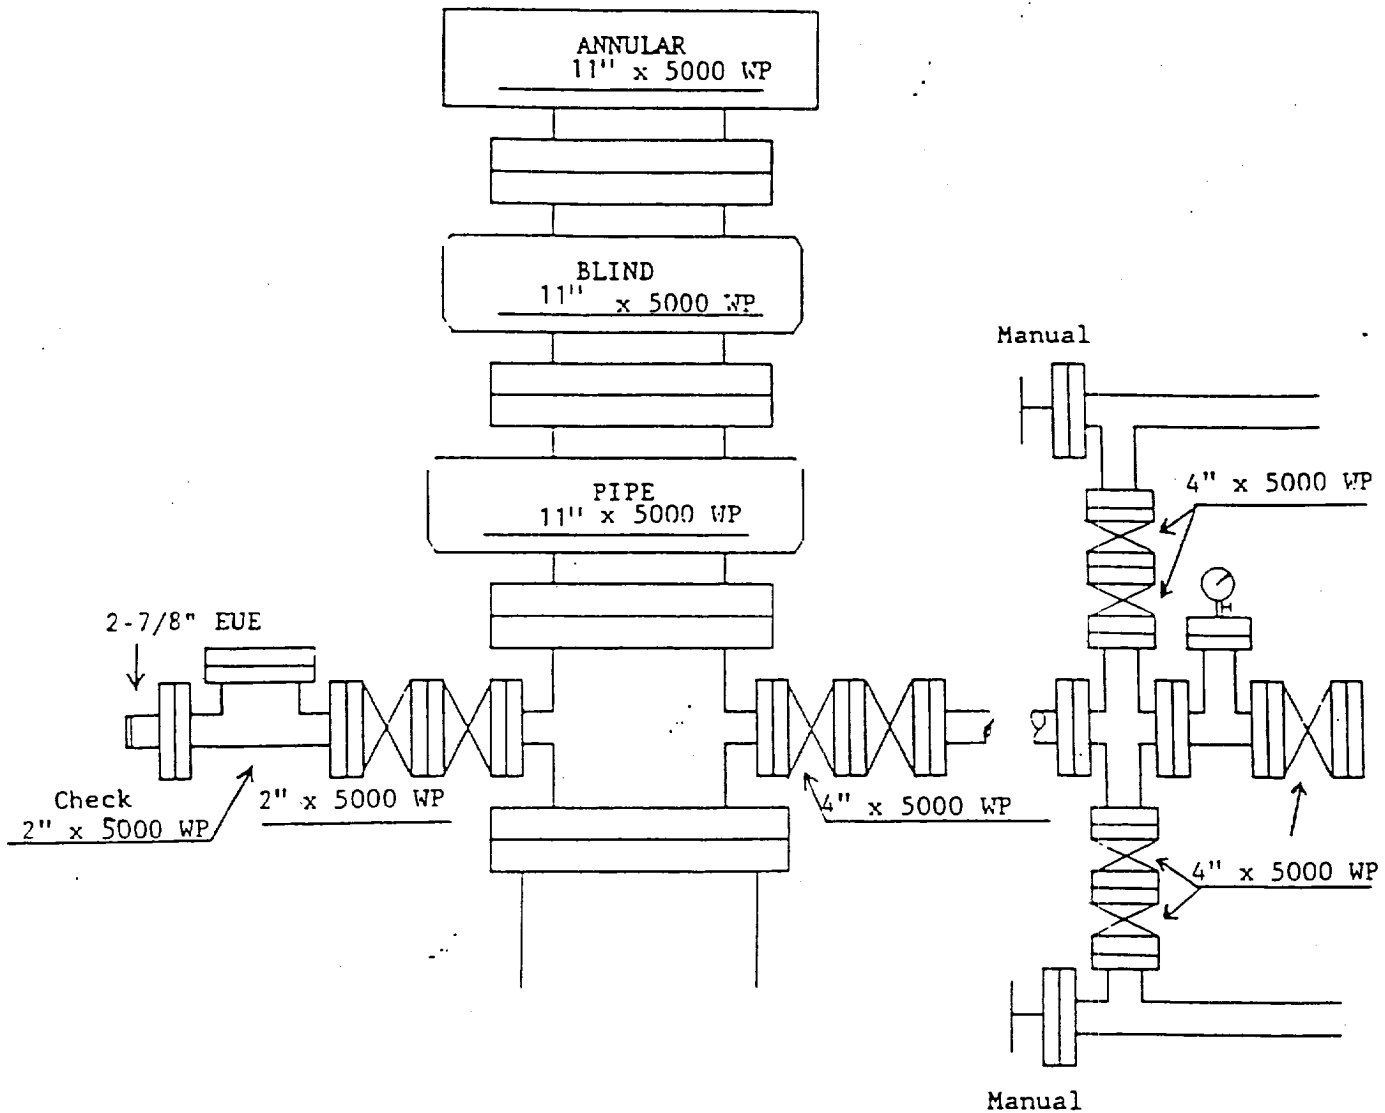 ANNULAR
11" x 5000 WP
BLIND
11" x 5000 WP
Manual
PIPE
11" x 5000 WP
4" x 5000 WP
2-7/8" EUE
Check
2" x 5000 WP
2" x 5000 WP
4" x 5000 WP
4" x 5000 WP
Manual